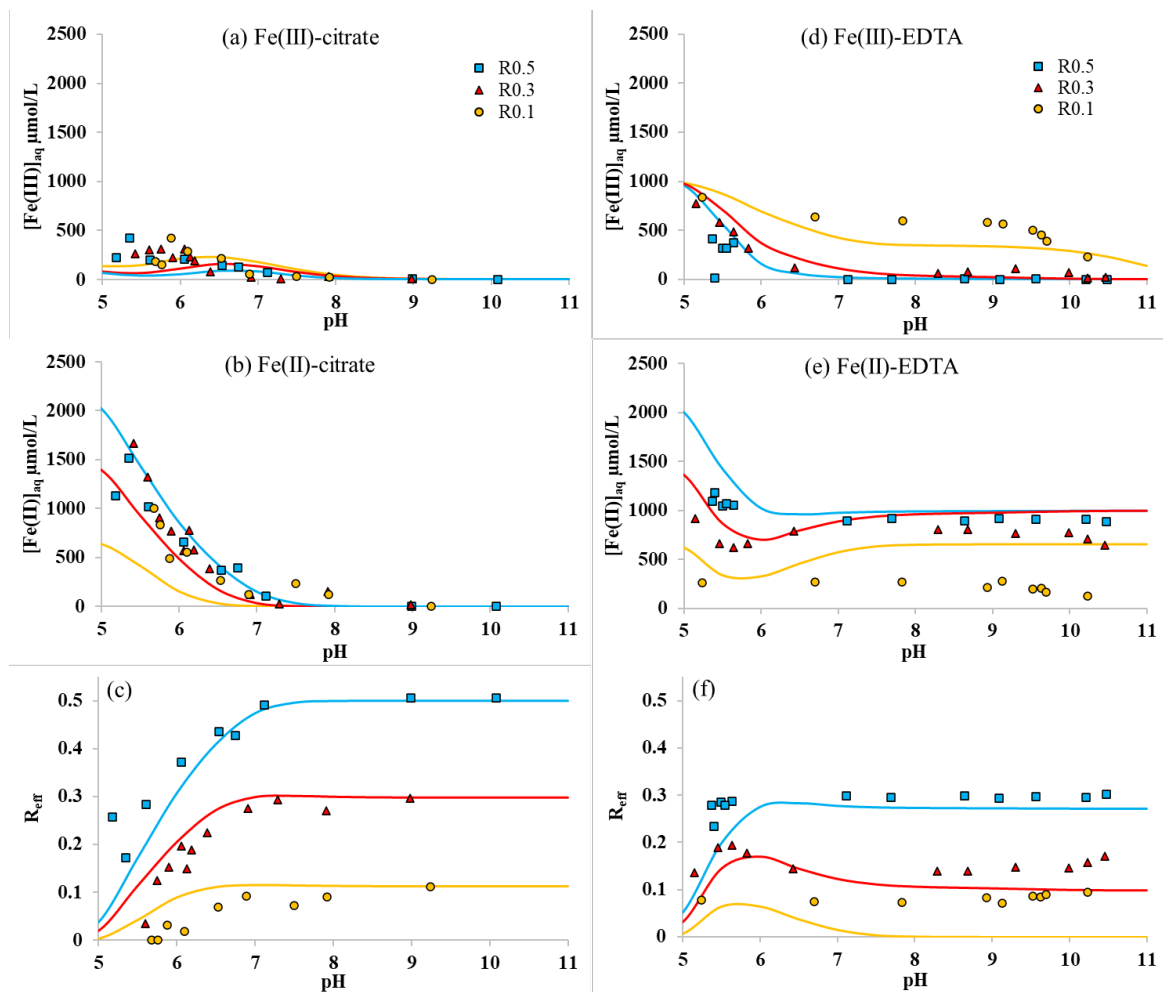 (a) Fe(III)-citrate
[Fe(III)]aq µmol/L
2500
2000
1500
1000
500
0
R0.5
R0.3
R0.1
5 6 7 8 9 10 11
pH
(d) Fe(III)-EDTA
[Fe(III)]aq µmol/L
2500
2000
1500
1000
500
0
R0.5
R0.3
R0.1
5 6 7 8 9 10 11
pH
(b) Fe(II)-citrate
[Fe(II)]aq µmol/L
2500
2000
1500
1000
500
0
5 6 7 8 9 10 11
pH
(e) Fe(II)-EDTA
[Fe(II)]aq µmol/L
2500
2000
1500
1000
500
0
5 6 7 8 9 10 11
pH
(c)
Reff
0.5
0.4
0.3
0.2
0.1
0
5 6 7 8 9 10 11
pH
(f)
Reff
0.5
0.4
0.3
0.2
0.1
0
5 6 7 8 9 10 11
pH